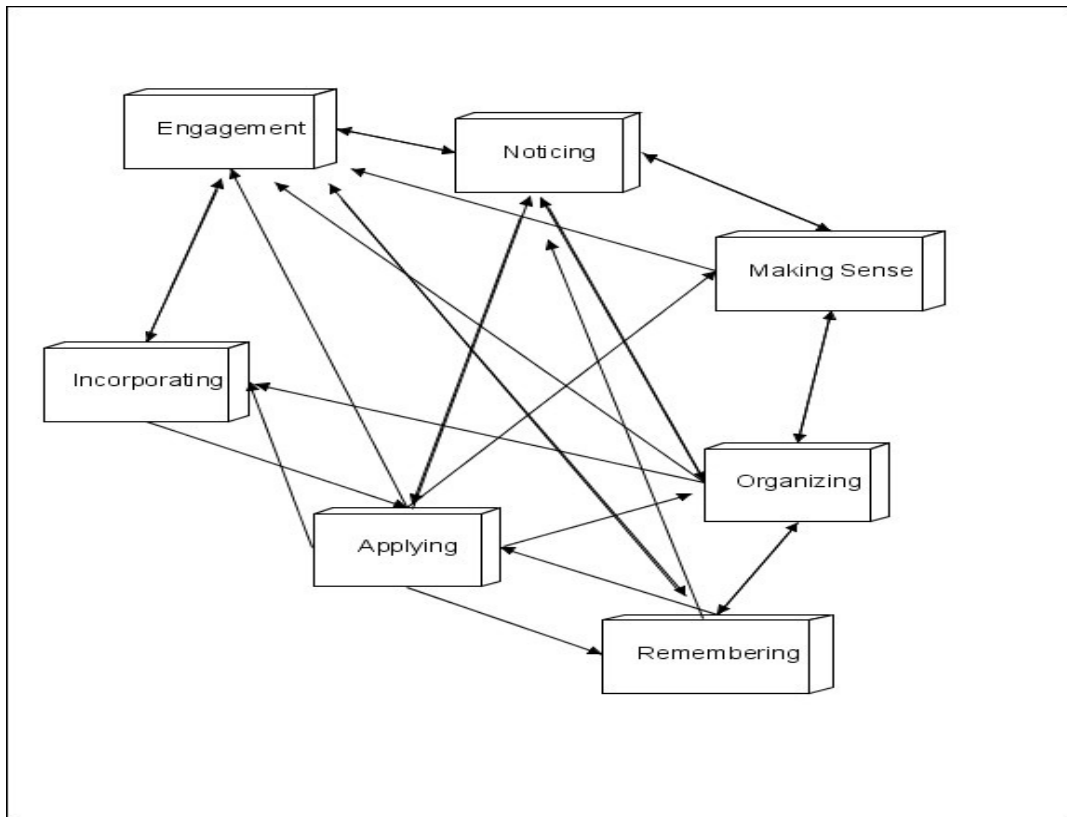 Engagement
Noticing
Making Sense
Incorporating
Organizing
Applying
Remembering